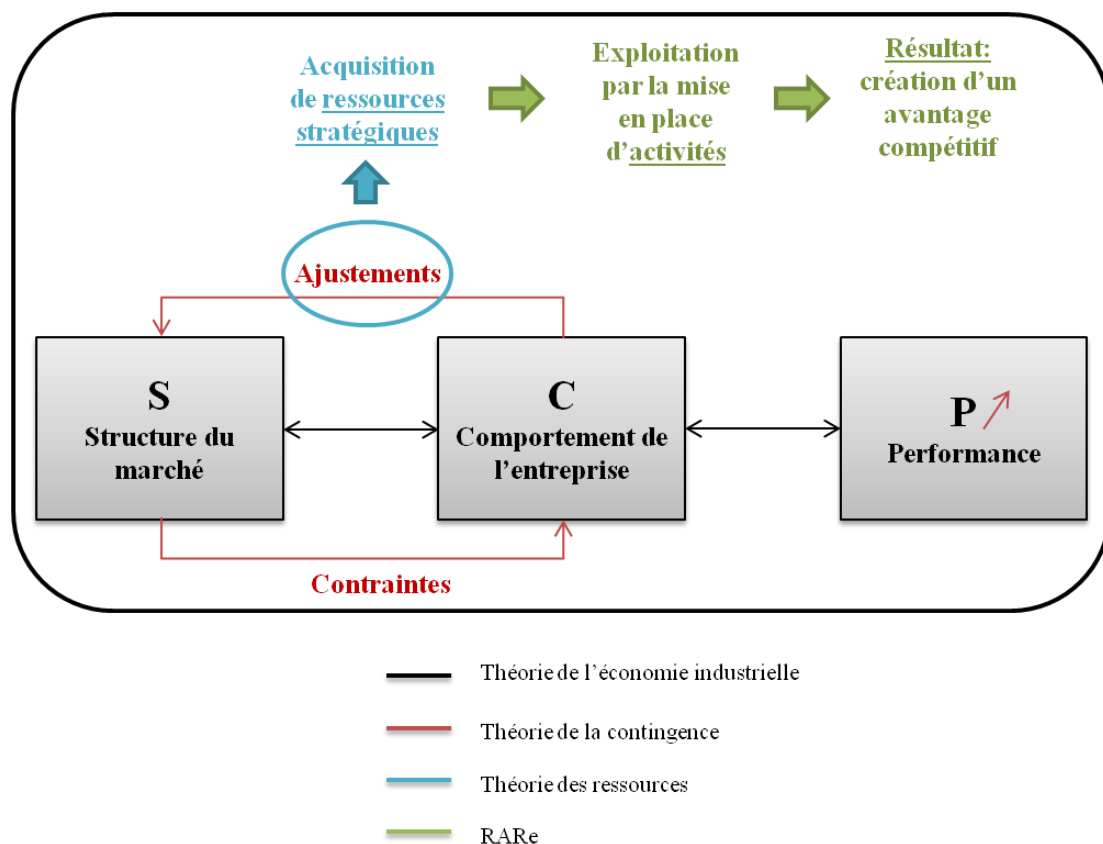 Acquisition
de ressources
stratégiques
Exploitation
par la mise
en place
d’activités
Résultat:
création d’un
avantage
compétitif
Ajustements
S
Structure du
marché
C
Comportement de
l’entreprise
P
Performance
Contraintes
Théorie de l’économie industrielle
Théorie de la contingence
Théorie des ressources
RARe